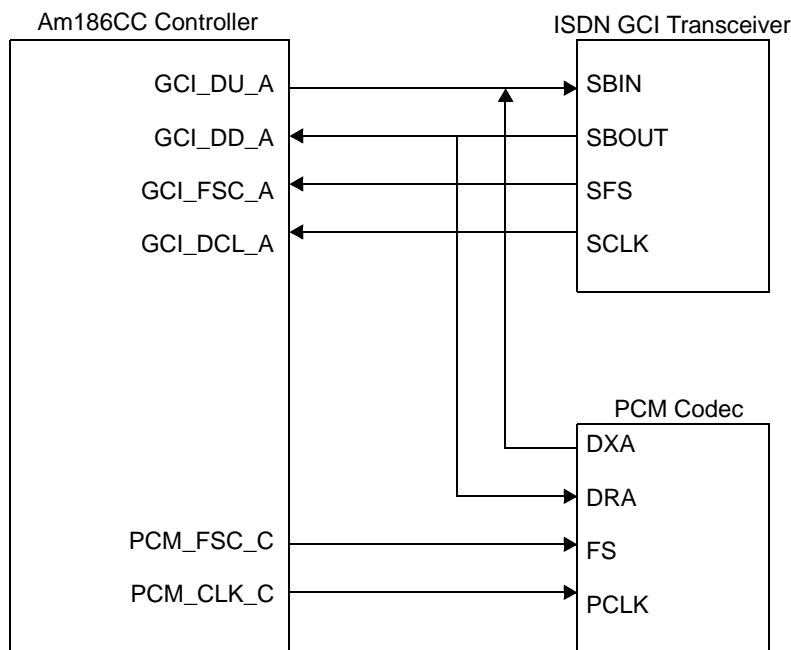 Am186CC Controller
ISDN GCI Transceiver
GCI_DU_A
SBIN
GCI_DD_A
SBOUT
GCI_FSC_A
SFS
GCI_DCL_A
SCLK
PCM Codec
DXA
DRA
PCM_FSC_C
FS
PCM_CLK_C
PCLK